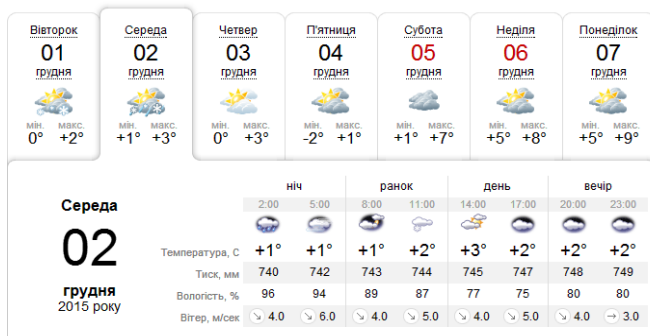 Вівторок Середа Четвер П'ятниця Субота Неділя Понеділок
01 02 03 04 05 06 07
грудня грудня грудня грудня грудня грудня грудня
мін. макс. мін. макс. мін. макс. мін. макс. мін. макс. мін. макс. мін. макс.
0° +2° +1° +3° 0° +3° -2° +1° +1° +7° +5° +8° +5° +9°
ніч ранок день вечір
Середа 2:00 5:00 8:00 11:00 14:00 17:00 20:00 23:00
02
Температура, С +1° +1° +1° +2° +3° +2° +2° +2°
Тиск, мм 740 742 743 744 745 747 748 749
грудня
Вологість, % 96 94 89 87 77 75 80 80
2015 року
Вітер, м/сек 4.0 6.0 4.0 5.0 4.0 5.0 4.0 3.0